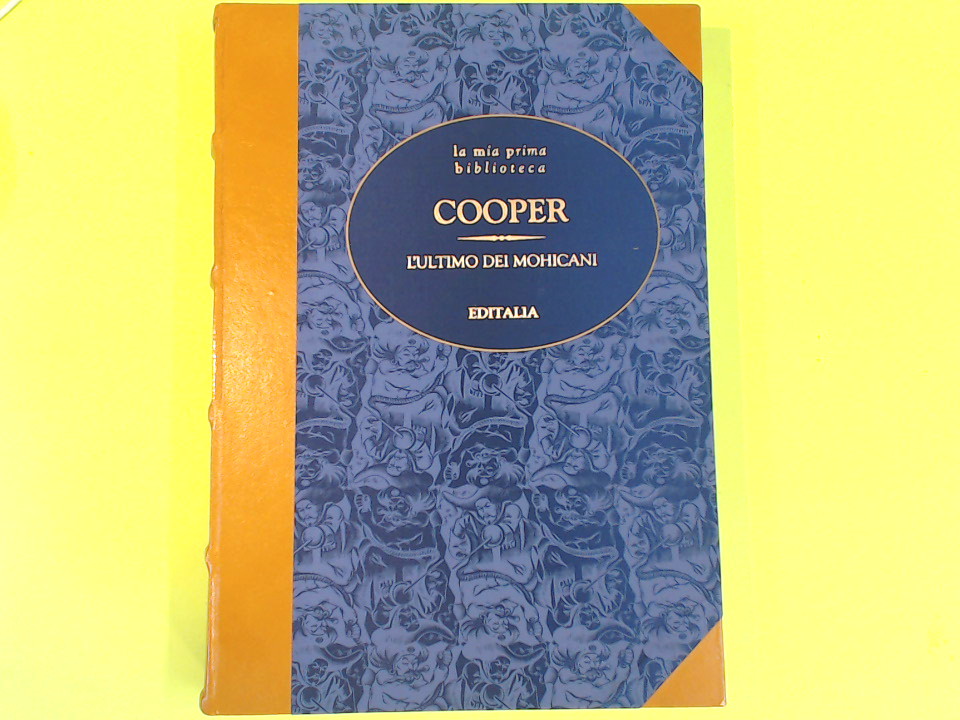 la mia prima
biblioteca
COOPER
L'ULTIMO DEI MOHICANI
EDITALIA